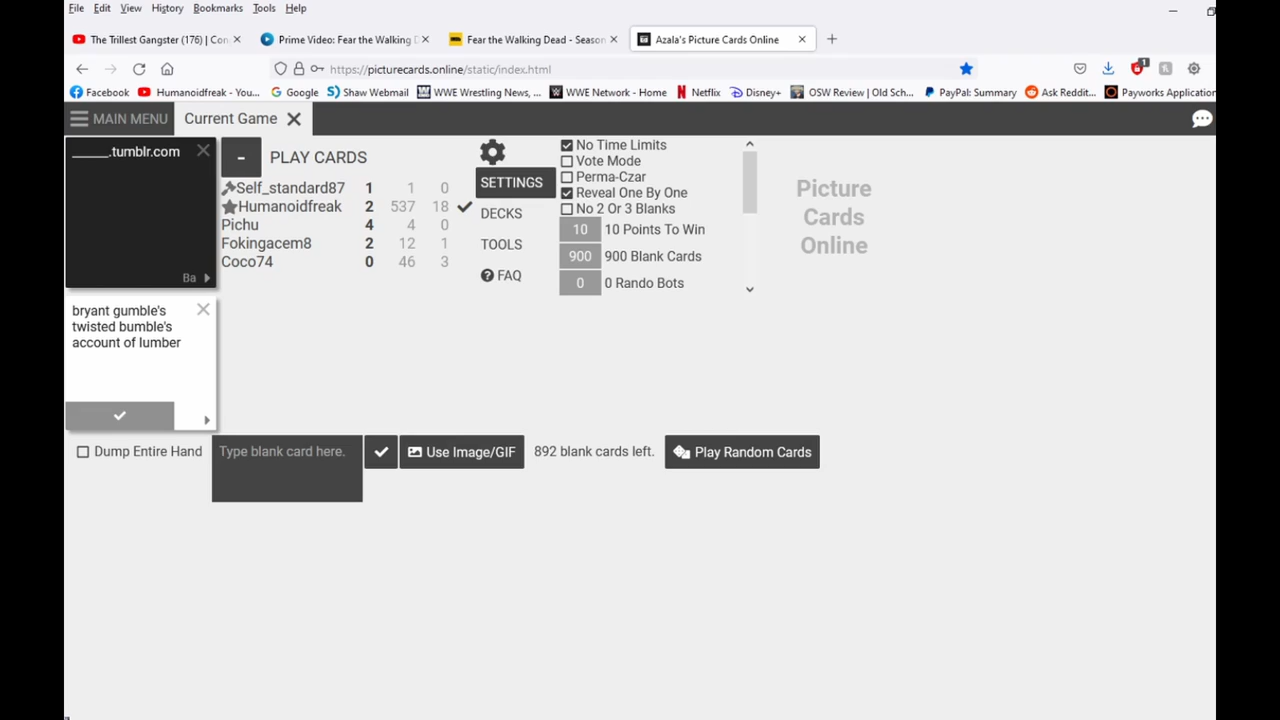 File Edit View History Bookmarks Tools Help
The Trillest Gangster (176) | Con
Prime Video: Fear the Walking D
Fear the Walking Dead - Season
Azala's Picture Cards Online
https://picturecards.online/static/index.html
1
Facebook Humanoidfreak - You... Google Shaw Webmail WWE Wrestling News, ... WWE Network - Home Netflix Disney+ OSW Review | Old Sch... PayPal: Summary Ask Reddit... Payworks Application
MAIN MENU Current Game
_____.tumblr.com
Ba
bryant gumble's
twisted bumble's
account of lumber
- PLAY CARDS
Self_standard87 1 1 0
Humanoidfreak 2 537 18
Pichu 4 4 0
Fokingacem8 2 12 1
Coco74 0 46 3
SETTINGS
DECKS
TOOLS
FAQ
No Time Limits
Vote Mode
Perma-Czar
Reveal One By One
No 2 Or 3 Blanks
10 10 Points To Win
900 900 Blank Cards
0 0 Rando Bots
Picture
Cards
Online
Dump Entire Hand Type blank card here. Use Image/GIF 892 blank cards left. Play Random Cards